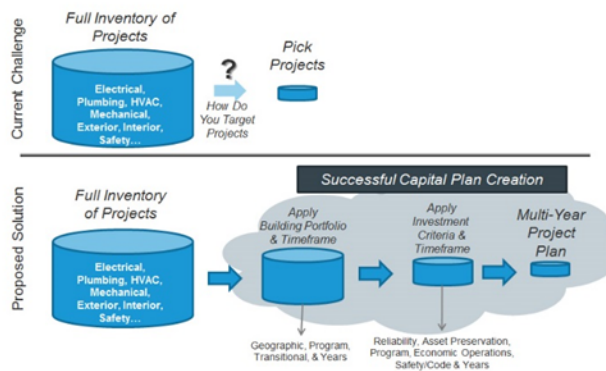 Current Challenge
Full Inventory of
Projects
Electrical,
Plumbing, HVAC,
Mechanical,
Exterior, Interior,
Safety...
?
How Do
You Target
Projects
Pick
Projects
Proposed Solution
Successful Capital Plan Creation
Full Inventory
of Projects
Electrical,
Plumbing, HVAC,
Mechanical,
Exterior, Interior,
Safety...
Apply
Building Portfolio
& Timeframe
Geographic, Program,
Transitional, & Years
Apply
Investment
Criteria &
Timeframe
Reliability, Asset Preservation,
Program, Economic Operations,
Safety/Code & Years
Multi-Year
Project
Plan